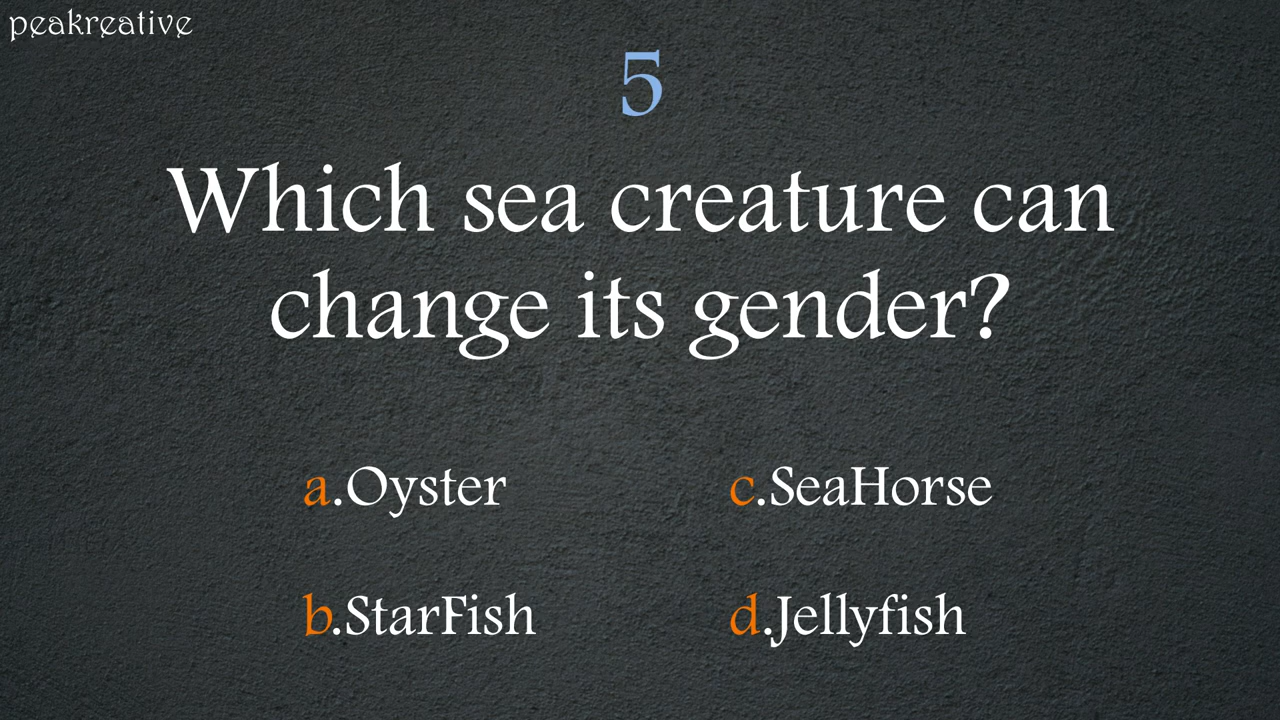 peakreative
5
Which sea creature can
change its gender?
a.Oyster
c.SeaHorse
b.StarFish
d.Jellyfish